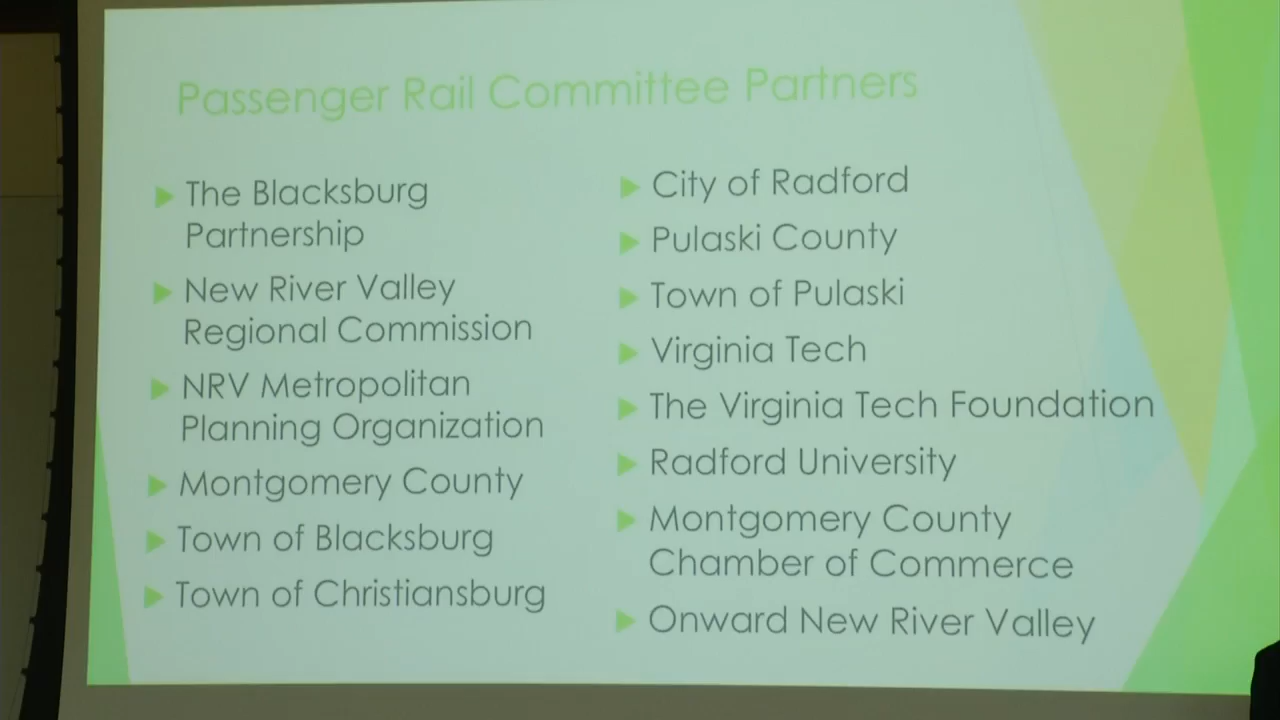 Passenger Rail Committee Partners
The Blacksburg
Partnership
New River Valley
Regional Commission
NRV Metropolitan
Planning Organization
Montgomery County
Town of Blacksburg
Town of Christiansburg
City of Radford
Pulaski County
Town of Pulaski
Virginia Tech
The Virginia Tech Foundation
Radford University
Montgomery County
Chamber of Commerce
Onward New River Valley